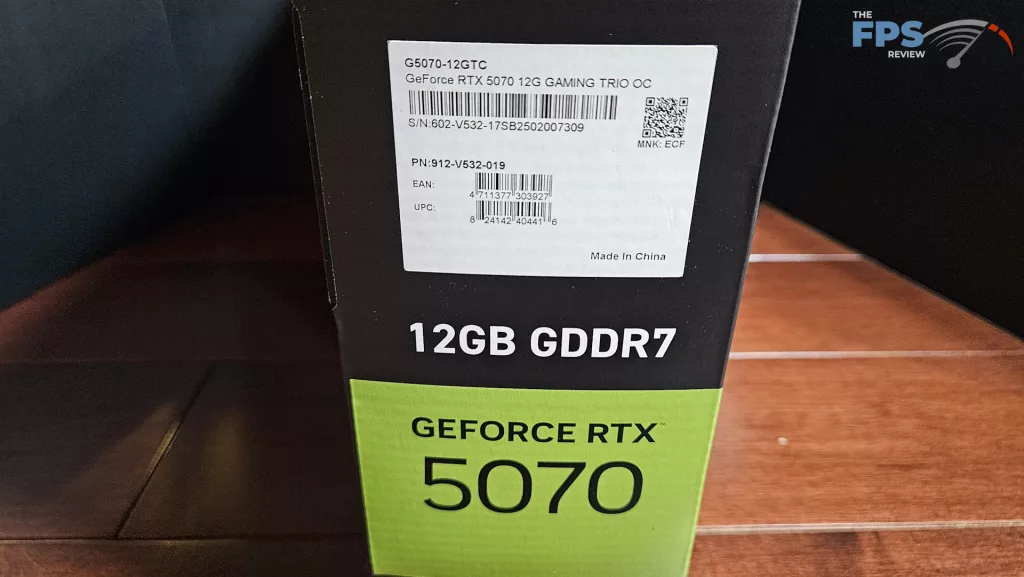 THE
FPS
REVIEW
G5070-12GTC
GeForce RTX 5070 12G GAMING TRIO OC
S/N:602-V532-17SB2502007309
MNK: ECF
PN:912-V532-019
EAN:
4 711377 303927
UPC:
8 24142 40441 6
Made In China
12GB GDDR7
GEFORCE RTX™
5070